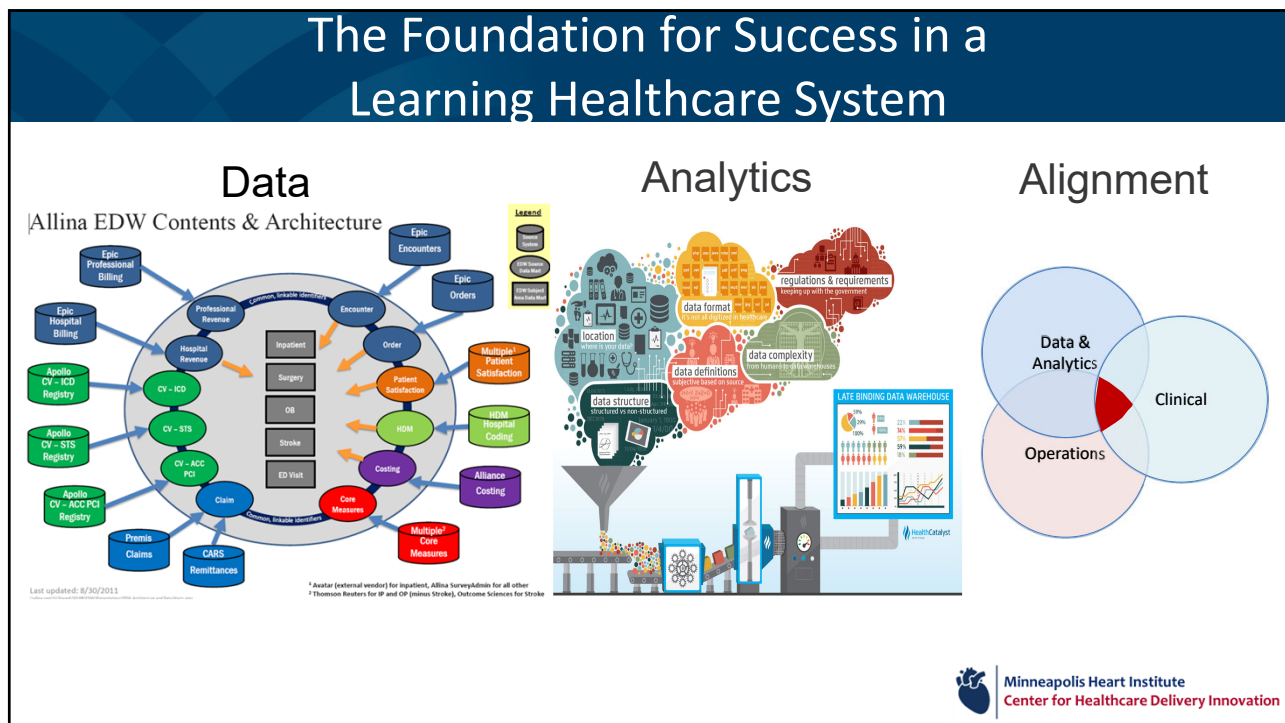 The Foundation for Success in a
Learning Healthcare System
Data
Allina EDW Contents & Architecture
Legend
Source
System
EDW Source
Data Mart
EDW Subject
Area Data Mart
Epic
Professional
Billing
Epic
Hospital
Billing
Apollo
CV – ICD
Registry
Apollo
CV – STS
Registry
Apollo
CV – ACC PCI
Registry
Premis
Claims
CARS
Remittances
Epic
Encounters
Epic
Orders
Multiple¹
Patient
Satisfaction
HDM
Hospital
Coding
Alliance
Costing
Multiple²
Core
Measures
Common, linkable identifiers
Professional
Revenue
Hospital
Revenue
CV – ICD
CV – STS
CV – ACC
PCI
Claim
Encounter
Order
Patient
Satisfaction
HDM
Costing
Core
Measures
Common, linkable identifiers
Inpatient
Surgery
OB
Stroke
ED Visit
Last updated: 8/30/2011
¹ Avatar (external vendor) for inpatient, Allina SurveyAdmin for all other
² Thomson Reuters for IP and OP (minus Stroke), Outcome Sciences for Stroke
Analytics
location
where is your data?
data format
it's not all digitized in healthcare
regulations & requirements
keeping up with the government
data definitions
subjective based on source
data complexity
from humans to data warehouses
data structure
structured vs non-structured
LATE BINDING DATA WAREHOUSE
HealthCatalyst
Alignment
Data &
Analytics
Clinical
Operations
Minneapolis Heart Institute
Center for Healthcare Delivery Innovation